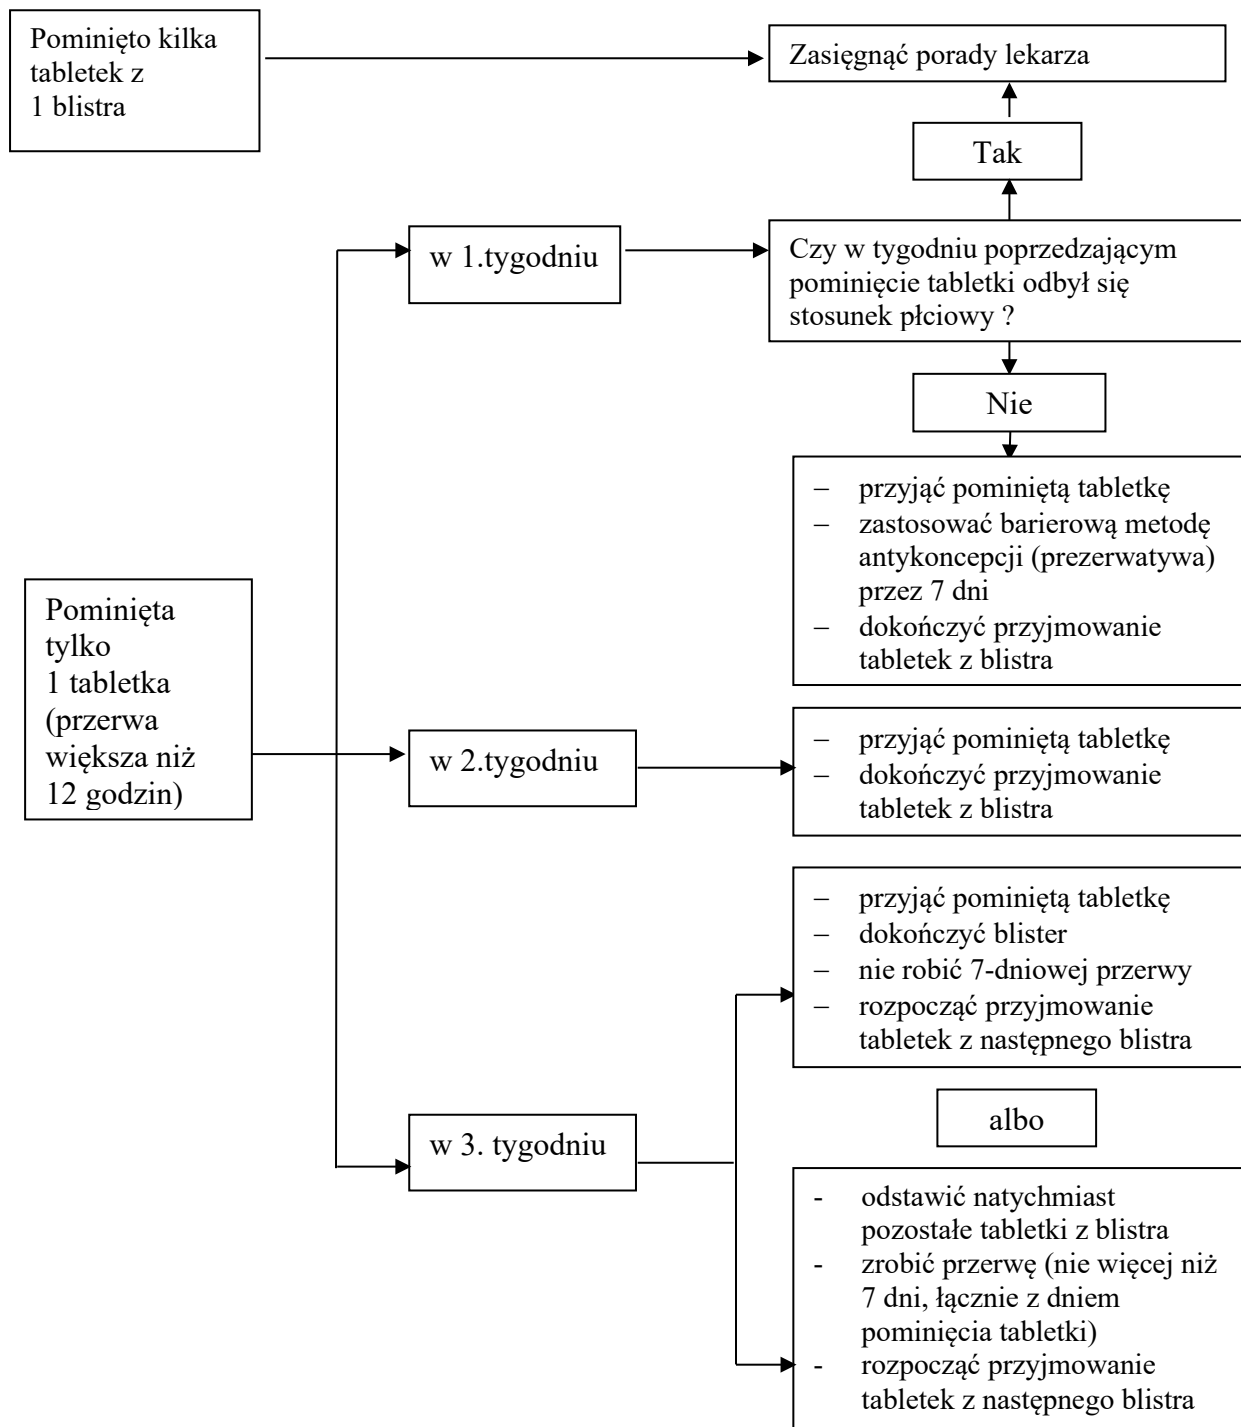 Pominięto kilka
tabletek z
1 blistra
Zasięgnąć porady lekarza
Tak
w 1.tygodniu
Czy w tygodniu poprzedzającym
pominięcie tabletki odbył się
stosunek płciowy ?
Nie
– przyjąć pominiętą tabletkę
– zastosować barierową metodę
antykoncepcji (prezerwatywa)
przez 7 dni
– dokończyć przyjmowanie
tabletek z blistra
Pominięta
tylko
1 tabletka
(przerwa
większa niż
12 godzin)
w 2.tygodniu
– przyjąć pominiętą tabletkę
– dokończyć przyjmowanie
tabletek z blistra
– przyjąć pominiętą tabletkę
– dokończyć blister
– nie robić 7-dniowej przerwy
– rozpocząć przyjmowanie
tabletek z następnego blistra
w 3. tygodniu
albo
- odstawić natychmiast
pozostałe tabletki z blistra
- zrobić przerwę (nie więcej niż
7 dni, łącznie z dniem
pominięcia tabletki)
- rozpocząć przyjmowanie
tabletek z następnego blistra